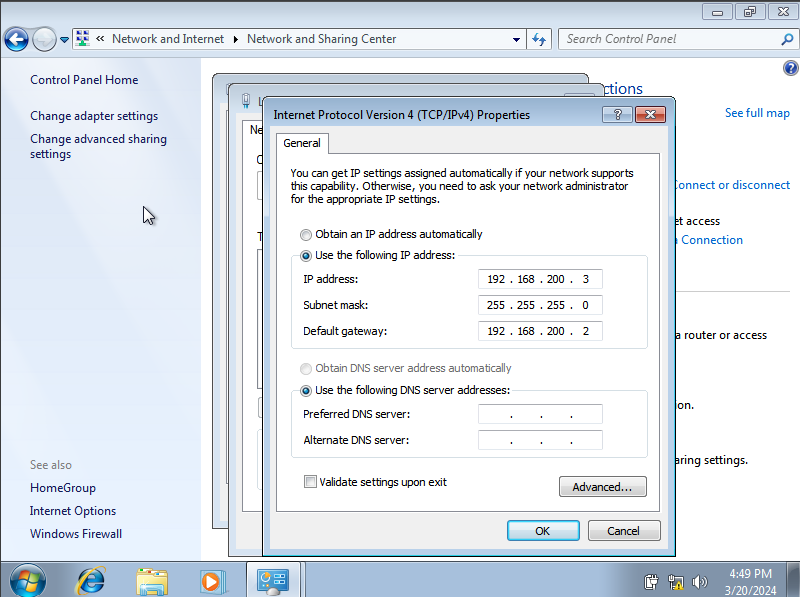 « Network and Internet ▸ Network and Sharing Center
Search Control Panel
Control Panel Home
Change adapter settings
Change advanced sharing
settings
See also
HomeGroup
Internet Options
Windows Firewall
See full map
Connect or disconnect
Connection
a router or access
Internet Protocol Version 4 (TCP/IPv4) Properties
General
You can get IP settings assigned automatically if your network supports
this capability. Otherwise, you need to ask your network administrator
for the appropriate IP settings.
Obtain an IP address automatically
Use the following IP address:
IP address: 192 . 168 . 200 . 3
Subnet mask: 255 . 255 . 255 . 0
Default gateway: 192 . 168 . 200 . 2
Obtain DNS server address automatically
Use the following DNS server addresses:
Preferred DNS server: . . .
Alternate DNS server: . . .
Validate settings upon exit
Advanced...
OK Cancel
ctions
et access
on.
aring settings.
4:49 PM
3/20/2024